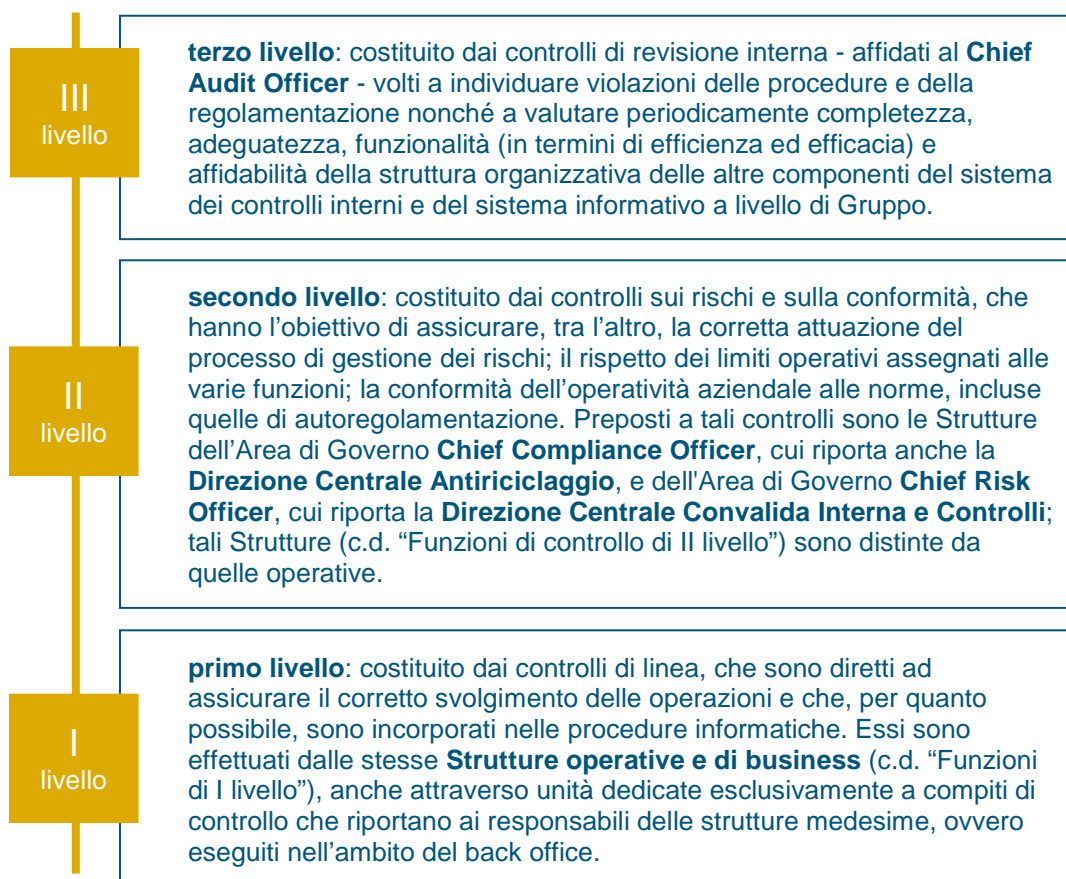 III
livello
terzo livello: costituito dai controlli di revisione interna - affidati al Chief
Audit Officer - volti a individuare violazioni delle procedure e della
regolamentazione nonché a valutare periodicamente completezza,
adeguatezza, funzionalità (in termini di efficienza ed efficacia) e
affidabilità della struttura organizzativa delle altre componenti del sistema
dei controlli interni e del sistema informativo a livello di Gruppo.
II
livello
secondo livello: costituito dai controlli sui rischi e sulla conformità, che
hanno l’obiettivo di assicurare, tra l’altro, la corretta attuazione del
processo di gestione dei rischi; il rispetto dei limiti operativi assegnati alle
varie funzioni; la conformità dell’operatività aziendale alle norme, incluse
quelle di autoregolamentazione. Preposti a tali controlli sono le Strutture
dell’Area di Governo Chief Compliance Officer, cui riporta anche la
Direzione Centrale Antiriciclaggio, e dell'Area di Governo Chief Risk
Officer, cui riporta la Direzione Centrale Convalida Interna e Controlli;
tali Strutture (c.d. “Funzioni di controllo di II livello”) sono distinte da
quelle operative.
I
livello
primo livello: costituito dai controlli di linea, che sono diretti ad
assicurare il corretto svolgimento delle operazioni e che, per quanto
possibile, sono incorporati nelle procedure informatiche. Essi sono
effettuati dalle stesse Strutture operative e di business (c.d. “Funzioni
di I livello”), anche attraverso unità dedicate esclusivamente a compiti di
controllo che riportano ai responsabili delle strutture medesime, ovvero
eseguiti nell’ambito del back office.